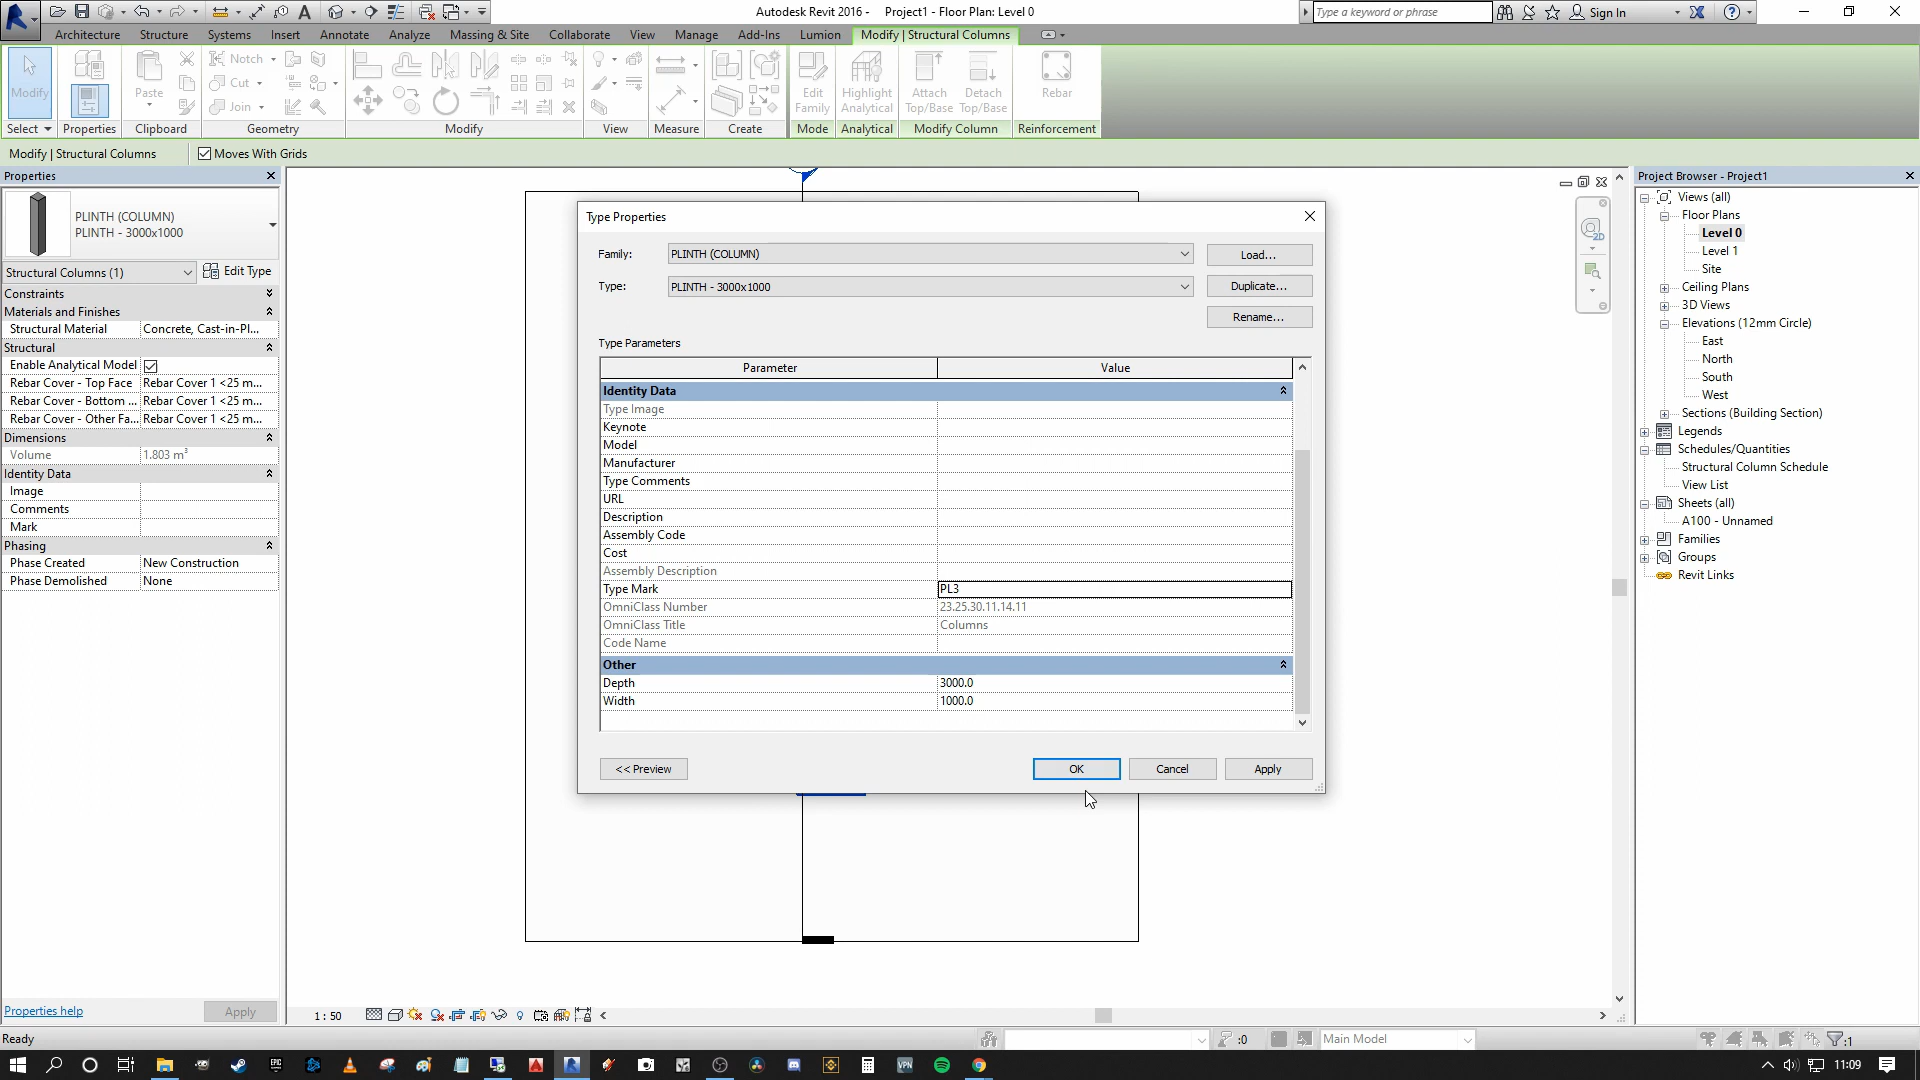 Autodesk Revit 2016 - Project1 - Floor Plan: Level 0
Type a keyword or phrase
Sign In
Architecture Structure Systems Insert Annotate Analyze Massing & Site Collaborate View Manage Add-Ins Lumion Modify | Structural Columns
Modify
Paste
Notch
Cut
Join
Edit Family
Highlight Analytical
Attach Top/Base
Detach Top/Base
Rebar
Select Properties Clipboard Geometry Modify View Measure Create Mode Analytical Modify Column Reinforcement
Modify | Structural Columns Moves With Grids
Properties
PLINTH (COLUMN)
PLINTH - 3000x1000
Structural Columns (1) Edit Type
Constraints
Materials and Finishes
Structural Material Concrete, Cast-in-Pl...
Structural
Enable Analytical Model
Rebar Cover - Top Face Rebar Cover 1 <25 m...
Rebar Cover - Bottom ... Rebar Cover 1 <25 m...
Rebar Cover - Other Fa... Rebar Cover 1 <25 m...
Dimensions
Volume 1.803 m³
Identity Data
Image
Comments
Mark
Phasing
Phase Created New Construction
Phase Demolished None
Properties help Apply
Type Properties
Family: PLINTH (COLUMN) Load...
Type: PLINTH - 3000x1000 Duplicate...
Rename...
Type Parameters
Parameter Value
Identity Data
Type Image
Keynote
Model
Manufacturer
Type Comments
URL
Description
Assembly Code
Cost
Assembly Description
Type Mark PL3
OmniClass Number 23.25.30.11.14.11
OmniClass Title Columns
Code Name
Other
Depth 3000.0
Width 1000.0
<< Preview OK Cancel Apply
2D
Project Browser - Project1
Views (all)
Floor Plans
Level 0
Level 1
Site
Ceiling Plans
3D Views
Elevations (12mm Circle)
East
North
South
West
Sections (Building Section)
Legends
Schedules/Quantities
Structural Column Schedule
View List
Sheets (all)
A100 - Unnamed
Families
Groups
Revit Links
1 : 50
Ready
:0
Main Model
:1
EPIC
VPN
11:09